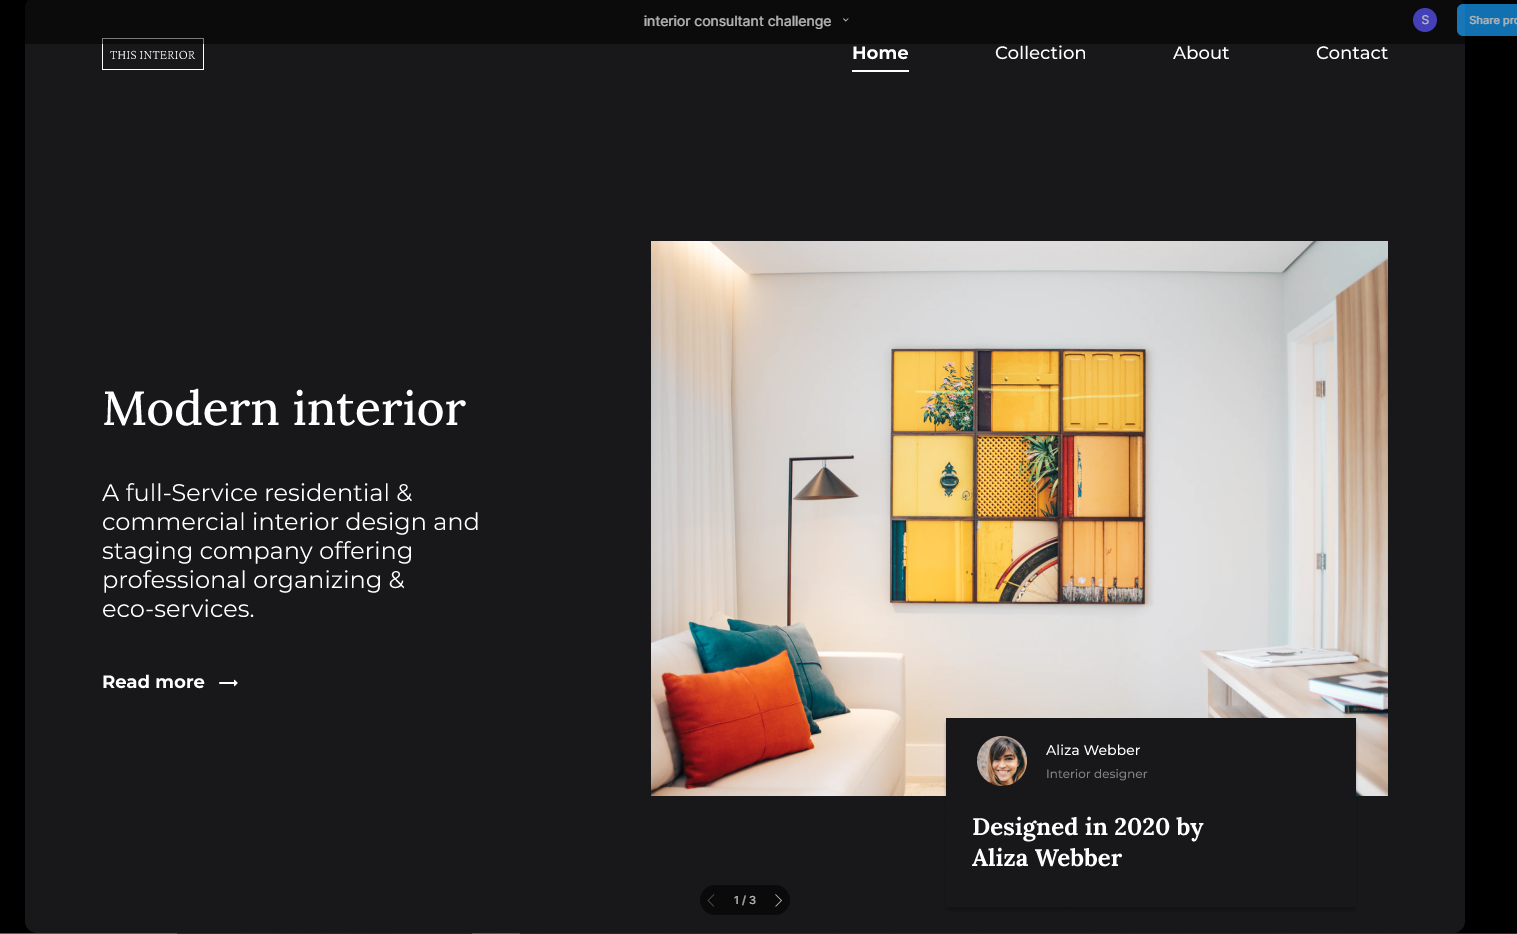 interior consultant challenge
S
Share pro
THIS INTERIOR
Home
Collection
About
Contact
Modern interior
A full-Service residential &
commercial interior design and
staging company offering
professional organizing &
eco-services.
Read more
Aliza Webber
Interior designer
Designed in 2020 by
Aliza Webber
1 / 3